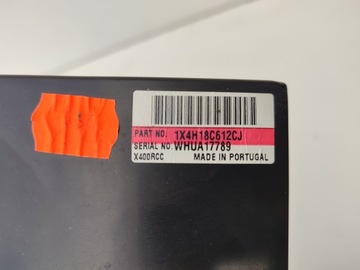 PART NO. 1X4H18C612CJ
SERIAL NO. WHUA17789
X400RCC MADE IN PORTUGAL